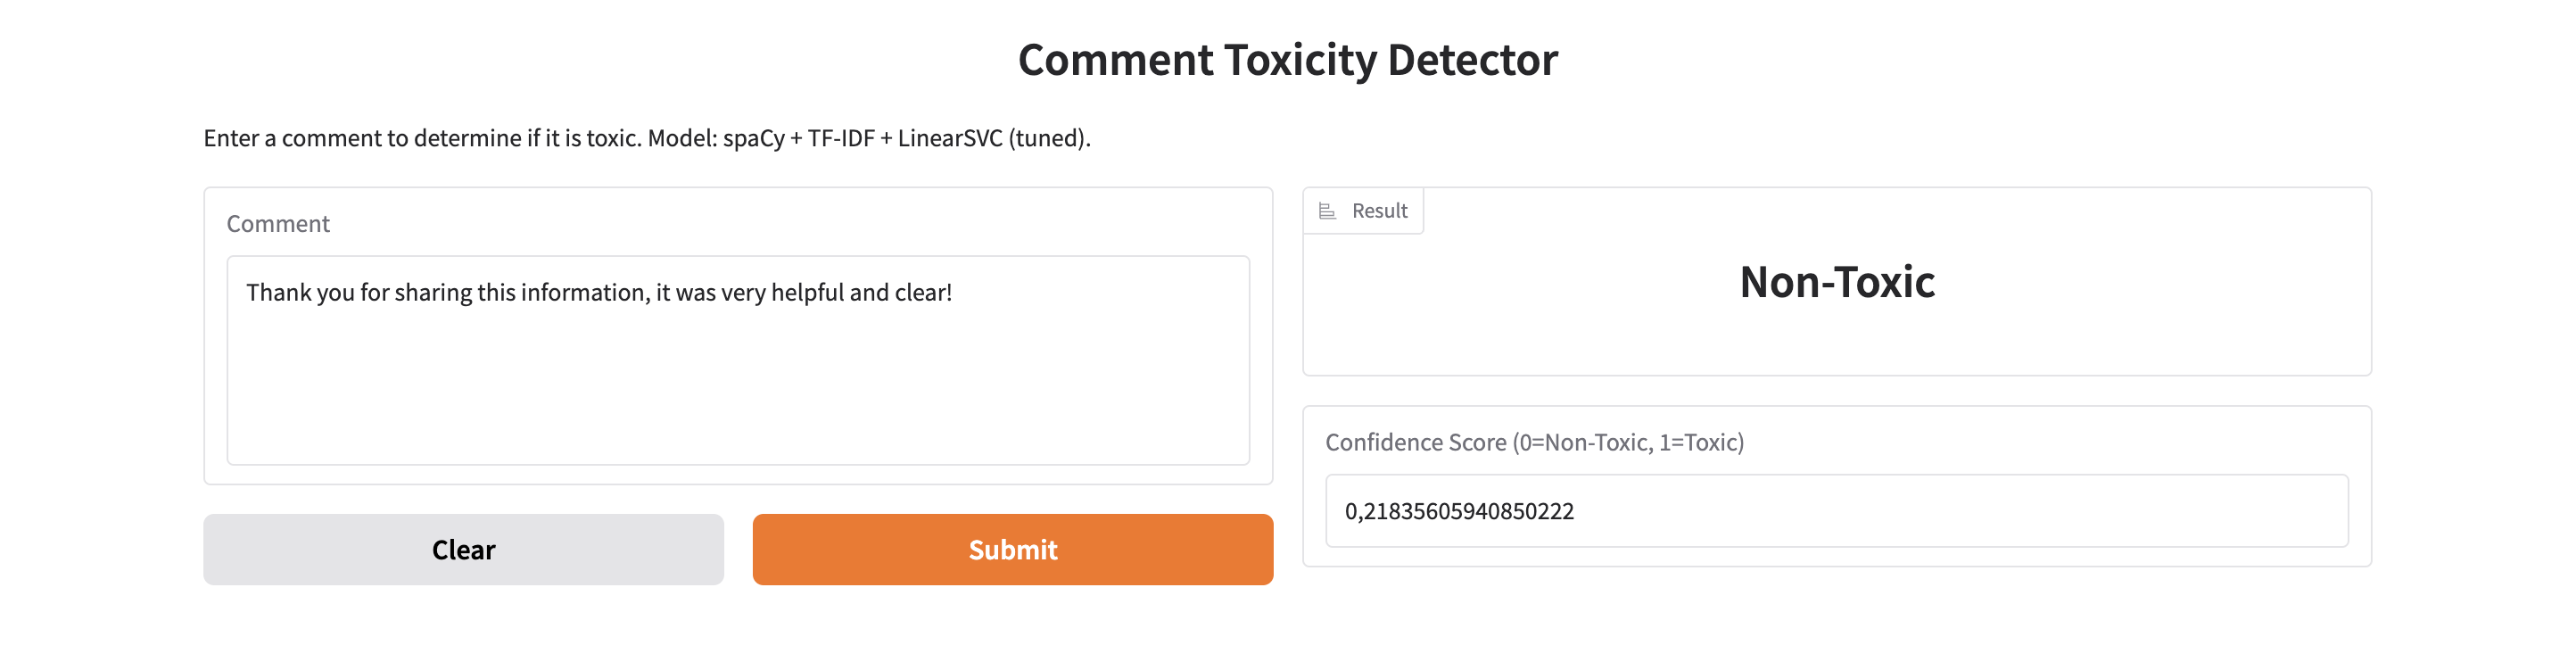 Comment Toxicity Detector
Enter a comment to determine if it is toxic. Model: spaCy + TF-IDF + LinearSVC (tuned).
Comment
Thank you for sharing this information, it was very helpful and clear!
Clear
Submit
Result
Non-Toxic
Confidence Score (0=Non-Toxic, 1=Toxic)
0,21835605940850222